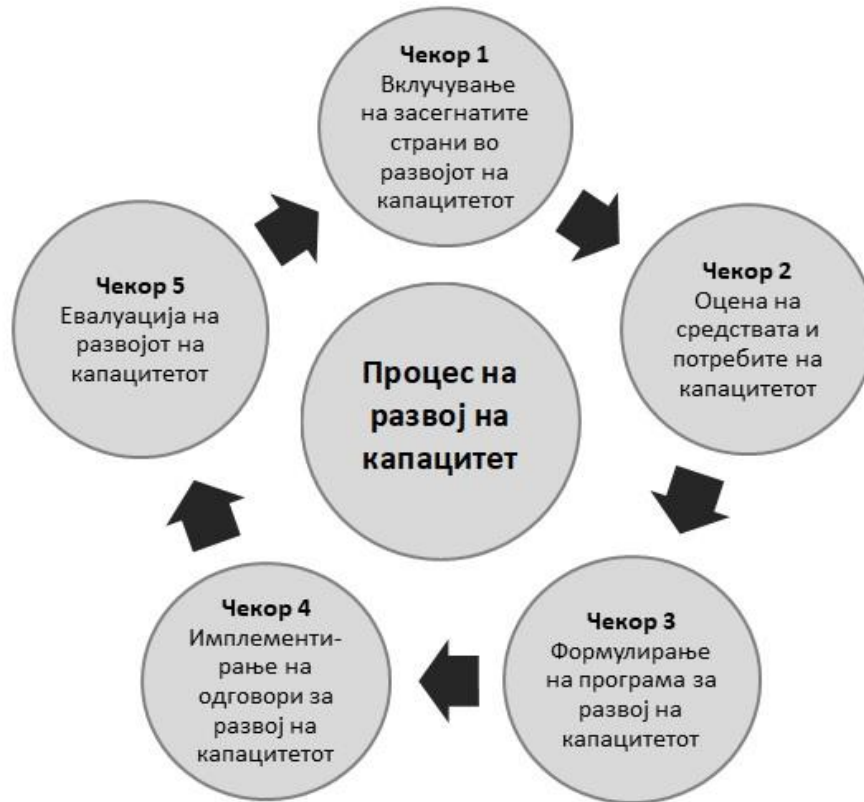 Чекор 1
Вклучување
на засегнатите
страни во
развојот на
капацитетот
Чекор 2
Оцена на
средствата и
потребите на
капацитетот
Чекор 3
Формулирање
на програма за
развој на
капацитетот
Чекор 4
Имплементи-
рање на
одговори за
развој на
капацитетот
Чекор 5
Евалуација на
развојот на
капацитетот
Процес на
развој на
капацитет